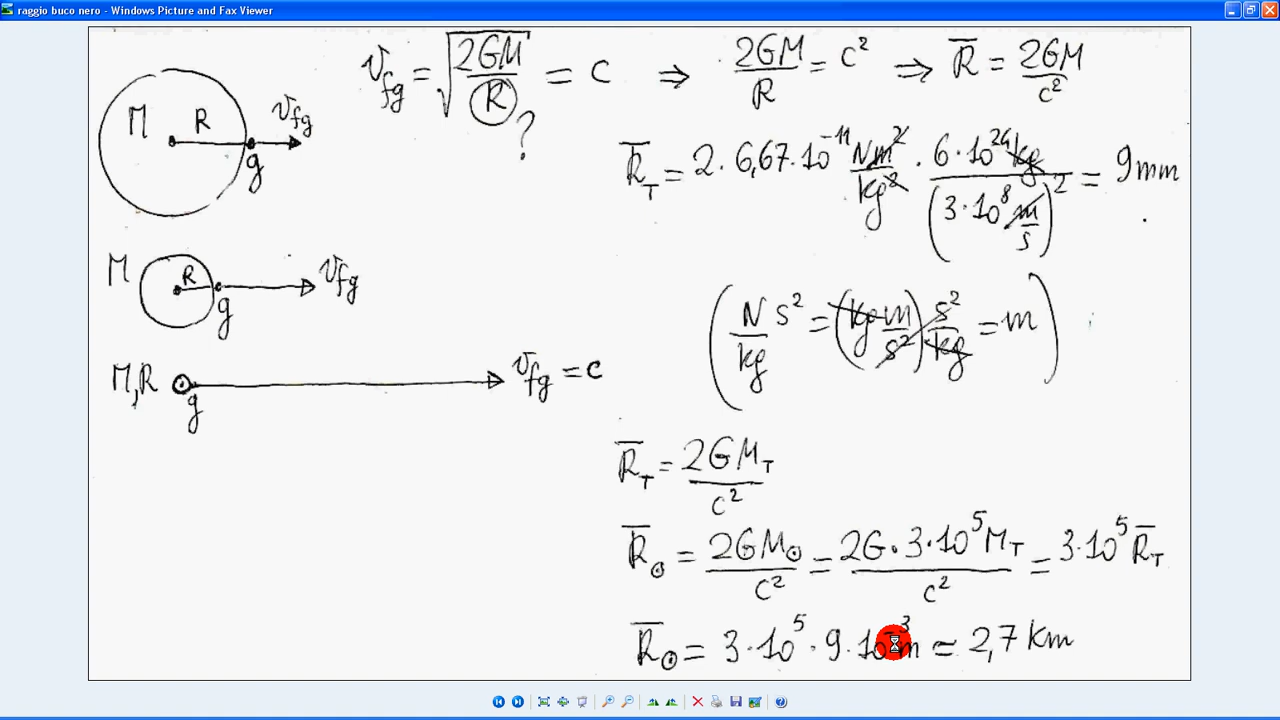 raggio buco nero - Windows Picture and Fax Viewer
v_fg = √(2GM/R) = c ⇒ 2GM/R = c² ⇒ R̅ = 2GM/c²
?
M R v_fg
g
R̅_T = 2 · 6,67 · 10⁻¹¹ Nm²/kg² · 6 · 10²⁴ kg / (3 · 10⁸ m/s)² = 9 mm
M R v_fg
g
(N/kg s² = (kg m/s²) s²/kg = m)
M,R v_fg = c
g
R̅_T = 2GM_T/c²
R̅_⊙ = 2GM_⊙/c² = 2G · 3 · 10⁵ M_T/c² = 3 · 10⁵ R̅_T
R̅_⊙ = 3 · 10⁵ · 9 · 10⁻³ m ≃ 2,7 Km